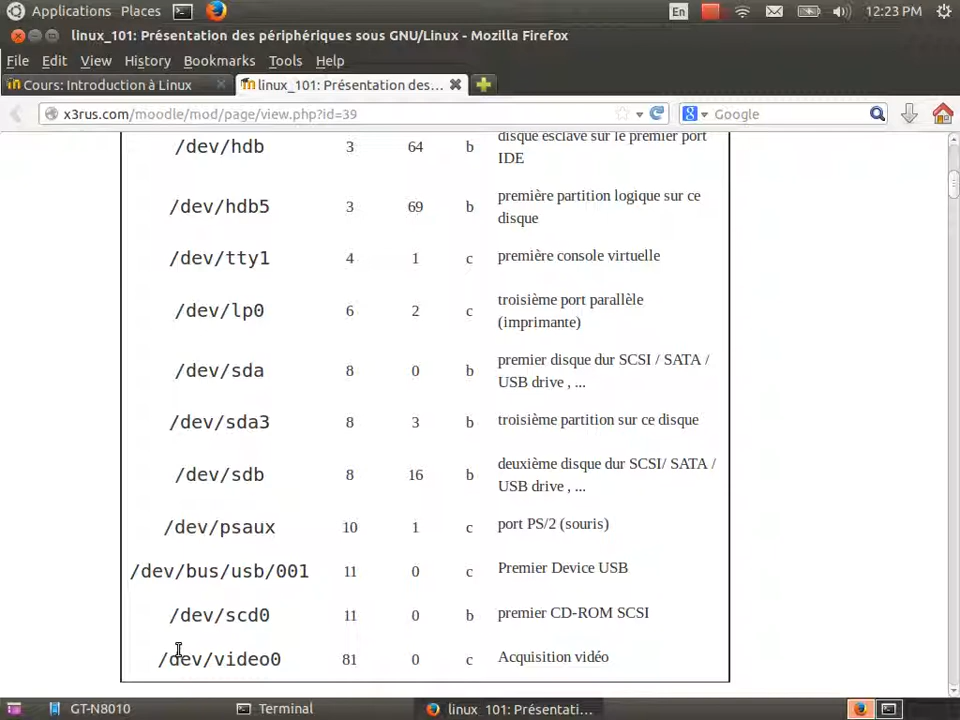 Applications Places En 12:23 PM
linux_101: Présentation des périphériques sous GNU/Linux - Mozilla Firefox
File Edit View History Bookmarks Tools Help
Cours: Introduction à Linux linux_101: Présentation des...
x3rus.com/moodle/mod/page/view.php?id=39 Google
/dev/hdb 3 64 b disque esclave sur le premier port
IDE
/dev/hdb5 3 69 b première partition logique sur ce
disque
/dev/tty1 4 1 c première console virtuelle
/dev/lp0 6 2 c troisième port parallèle
(imprimante)
/dev/sda 8 0 b premier disque dur SCSI / SATA /
USB drive , ...
/dev/sda3 8 3 b troisième partition sur ce disque
/dev/sdb 8 16 b deuxième disque dur SCSI/ SATA /
USB drive , ...
/dev/psaux 10 1 c port PS/2 (souris)
/dev/bus/usb/001 11 0 c Premier Device USB
/dev/scd0 11 0 b premier CD-ROM SCSI
/dev/video0 81 0 c Acquisition vidéo
GT-N8010 Terminal linux_101: Présentati...